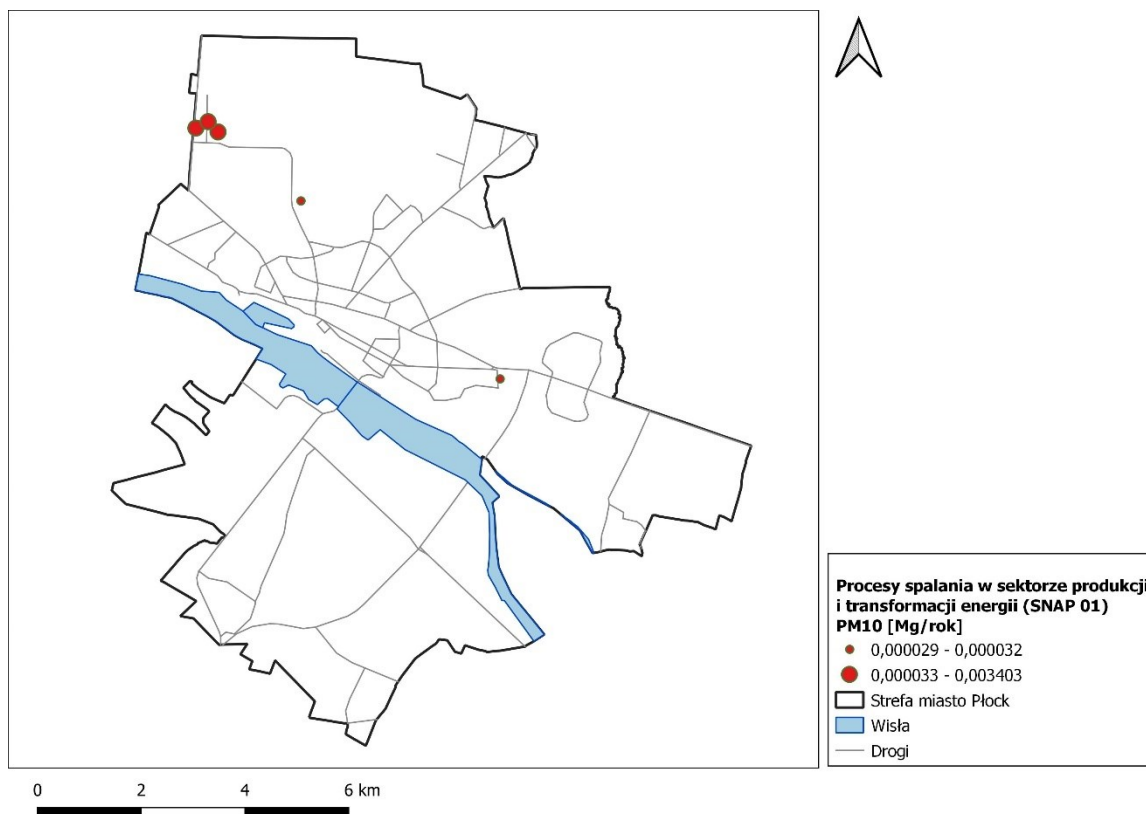 Procesy spalania w sektorze produkcji
i transformacji energii (SNAP 01)
PM10 [Mg/rok]
0,000029 - 0,000032
0,000033 - 0,003403
Strefa miasto Płock
Wisła
Drogi
0 2 4 6 km